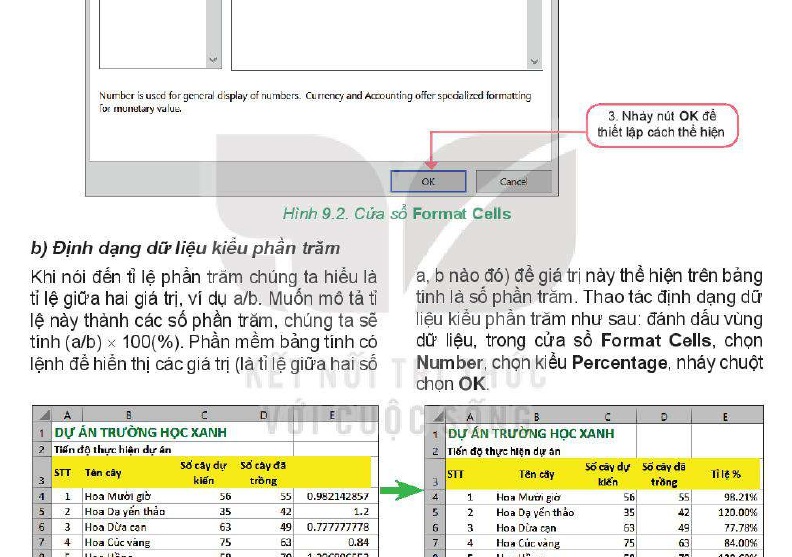 Number is used for general display of numbers. Currency and Accounting offer specialized formatting
for monetary value.
3. Nháy nút OK để
thiết lập cách thể hiện
OK Cancel
Hình 9.2. Cửa sổ Format Cells
b) Định dạng dữ liệu kiểu phần trăm
Khi nói đến tỉ lệ phần trăm chúng ta hiểu là
tỉ lệ giữa hai giá trị, ví dụ a/b. Muốn mô tả tỉ
lệ này thành các số phần trăm, chúng ta sẽ
tính (a/b) × 100(%). Phần mềm bảng tính có
lệnh để hiển thị các giá trị (là tỉ lệ giữa hai số
a, b nào đó) để giá trị này thể hiện trên bảng
tính là số phần trăm. Thao tác định dạng dữ
liệu kiểu phần trăm như sau: đánh dấu vùng
dữ liệu, trong cửa sổ Format Cells, chọn
Number, chọn kiểu Percentage, nháy chuột
chọn OK.
KẾT NỐI TRI THỨC
VỚI CUỘC SỐNG
A B C D E
1 DỰ ÁN TRƯỜNG HỌC XANH
2 Tiến độ thực hiện dự án
3 STT Tên cây Số cây dự kiến Số cây đã trồng
4 1 Hoa Mười giờ 56 55 0.982142857
5 2 Hoa Dạ yến thảo 35 42 1.2
6 3 Hoa Dừa cạn 63 49 0.777777778
7 4 Hoa Cúc vàng 75 63 0.84
A B C D E
1 DỰ ÁN TRƯỜNG HỌC XANH
2 Tiến độ thực hiện dự án
3 STT Tên cây Số cây dự kiến Số cây đã trồng Tỉ lệ %
4 1 Hoa Mười giờ 56 55 98.21%
5 2 Hoa Dạ yến thảo 35 42 120.00%
6 3 Hoa Dừa cạn 63 49 77.78%
7 4 Hoa Cúc vàng 75 63 84.00%